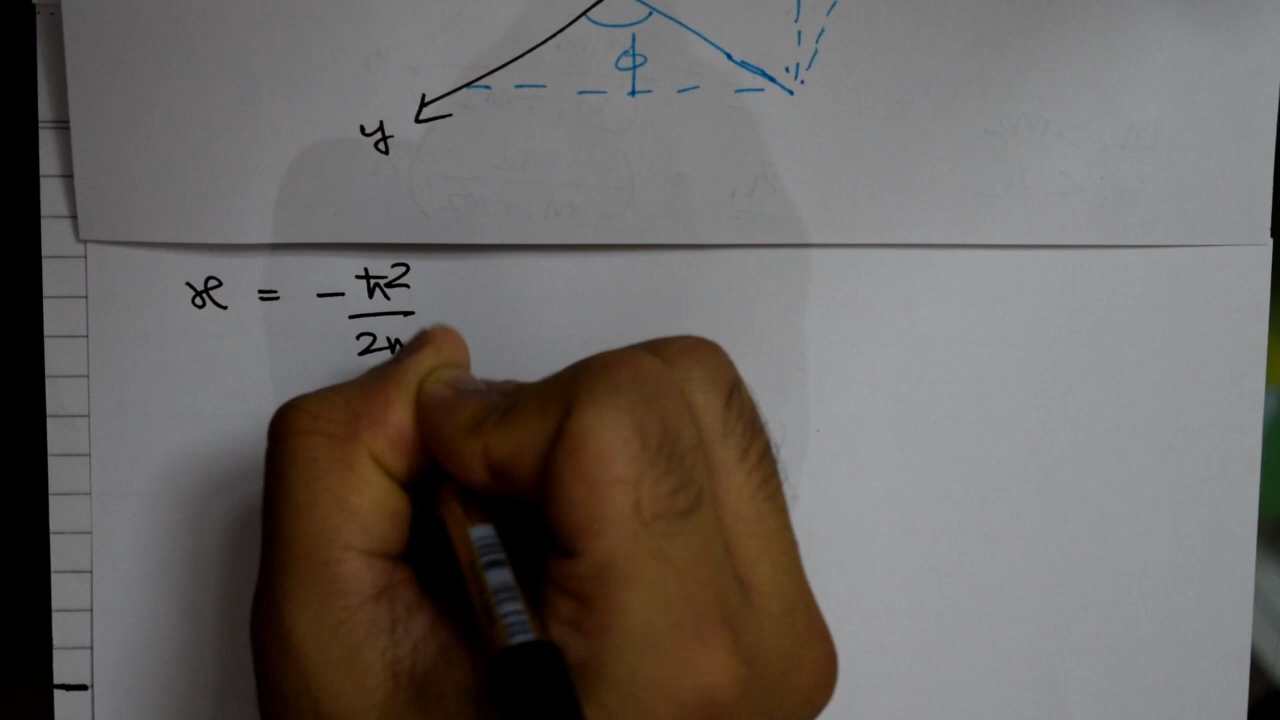 ϕ
y
ℋ = - ħ²
2m